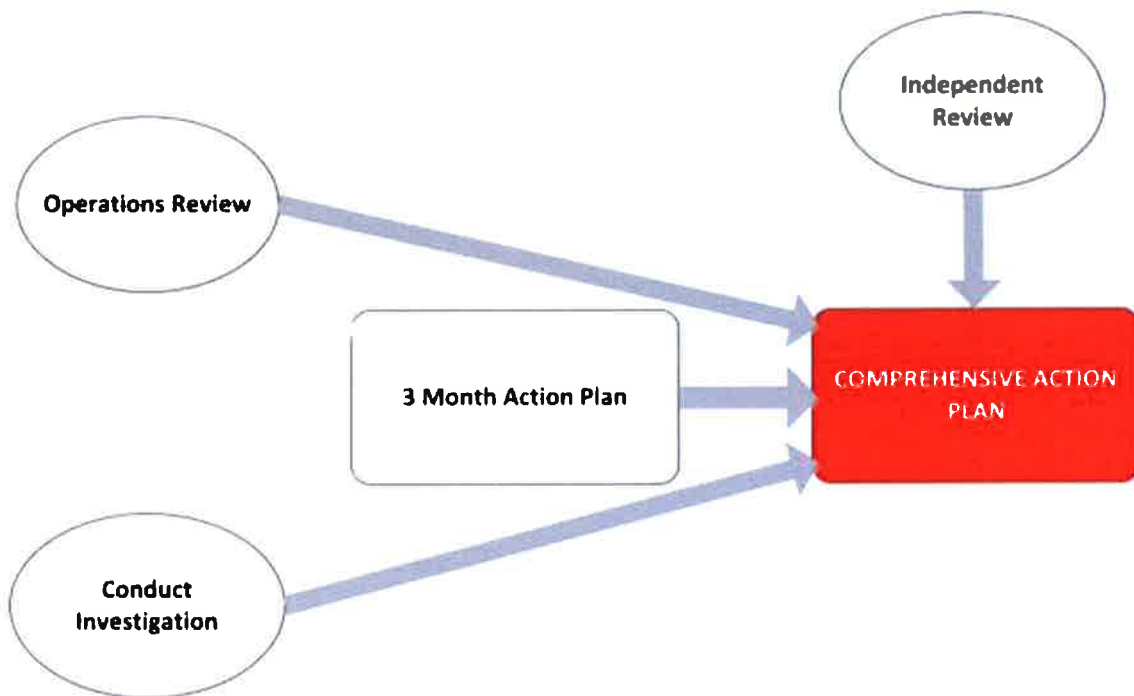 Independent
Review
Operations Review
3 Month Action Plan
COMPREHENSIVE ACTION
PLAN
Conduct
Investigation